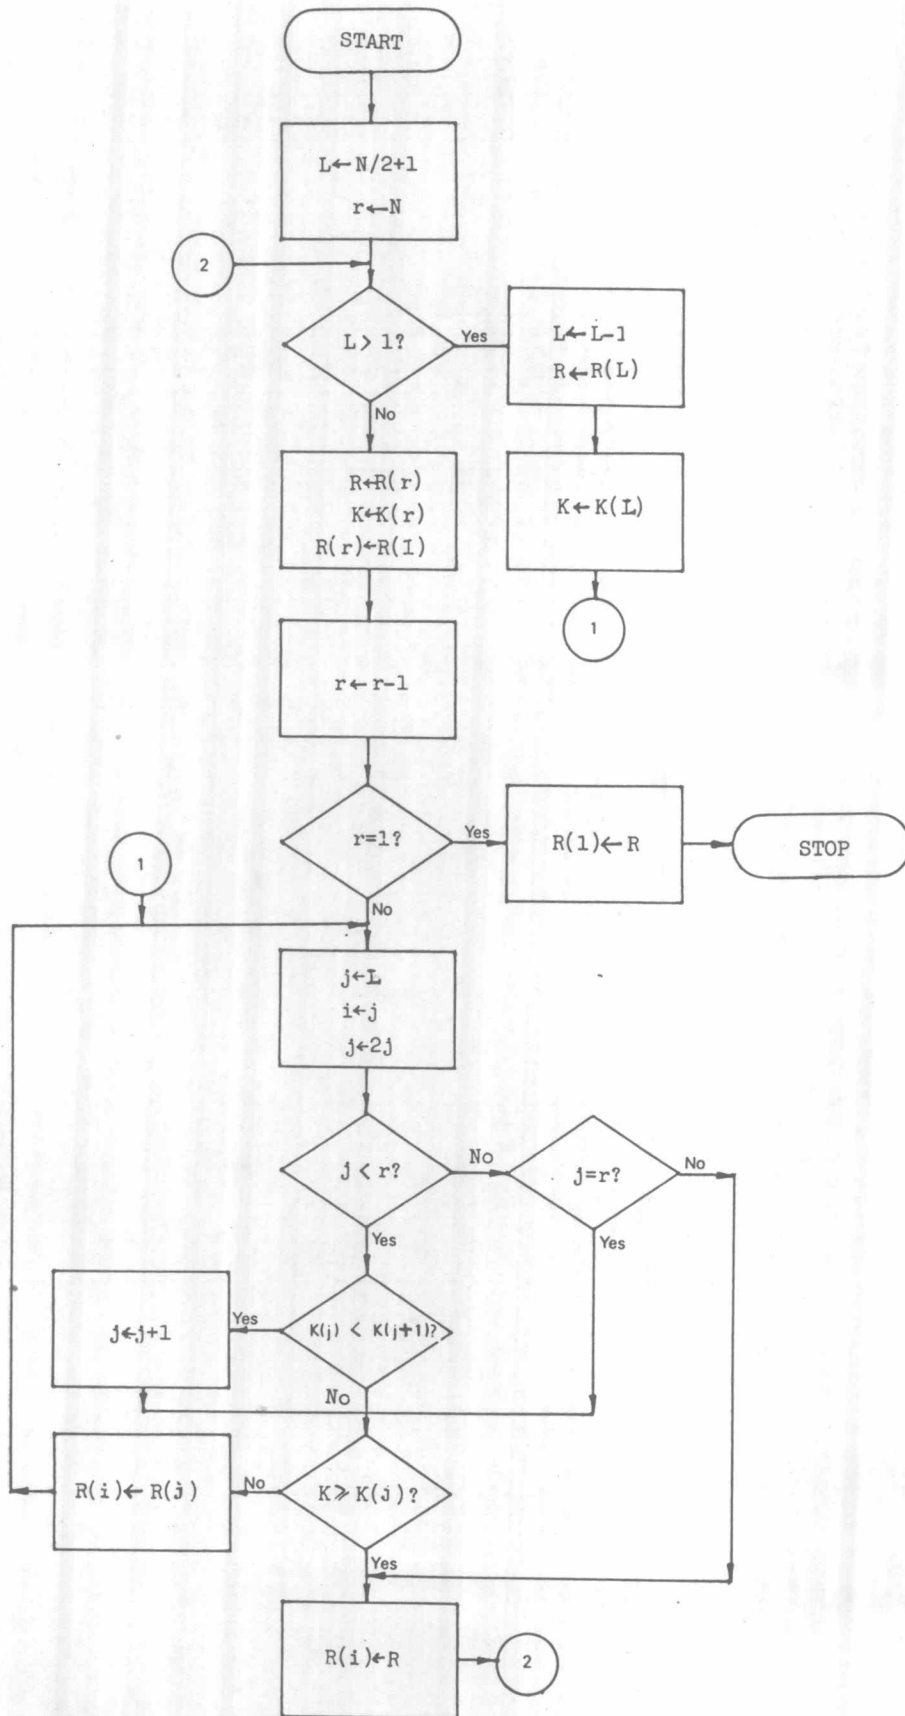 START
L←N/2+1
r←N
2
L > 1?
Yes
L←L-1
R←R(L)
No
R←R(r)
K←K(r)
R(r)←R(1)
K←K(L)
1
r←r-1
r=1?
Yes
R(1)←R
STOP
1
No
j←L
i←j
j←2j
j < r?
No
j=r?
No
Yes
Yes
K(j) < K(j+1)?
Yes
j←j+1
No
R(i)←R(j)
No
K⩾K(j)?
Yes
R(i)←R
2